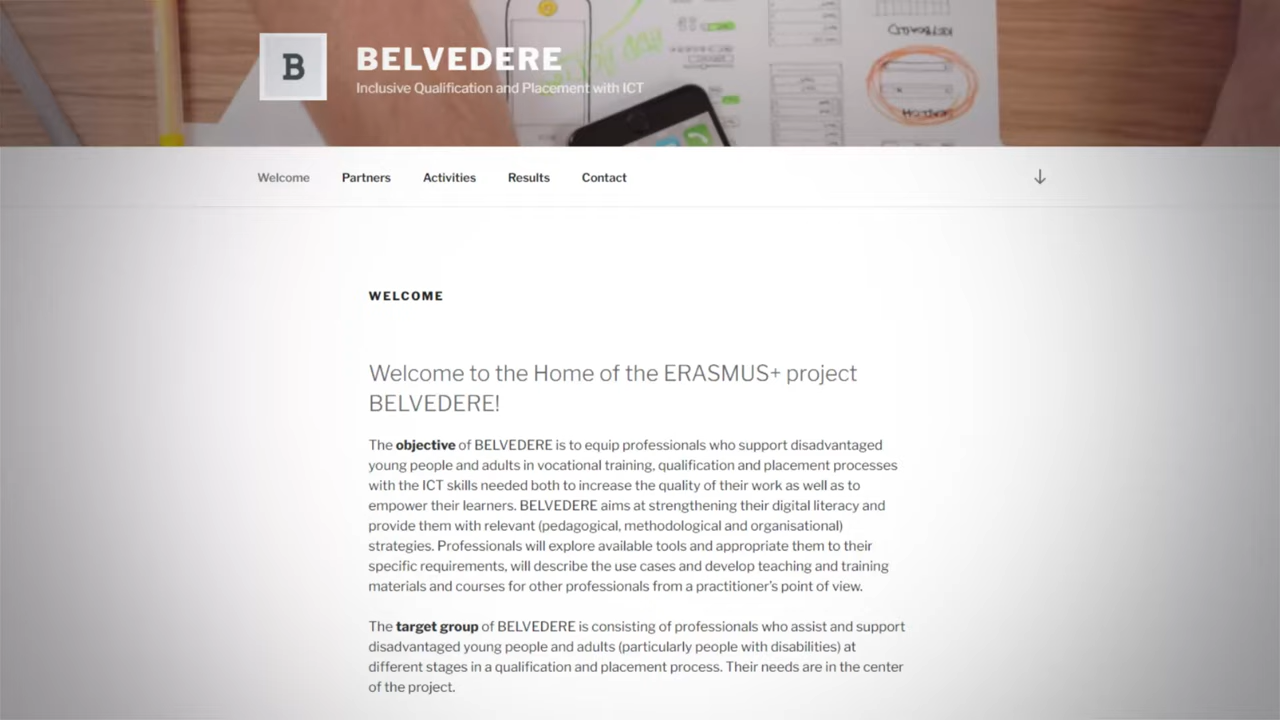 B
BELVEDERE
Inclusive Qualification and Placement with ICT
Welcome
Partners
Activities
Results
Contact
WELCOME
Welcome to the Home of the ERASMUS+ project
BELVEDERE!
The objective of BELVEDERE is to equip professionals who support disadvantaged
young people and adults in vocational training, qualification and placement processes
with the ICT skills needed both to increase the quality of their work as well as to
empower their learners. BELVEDERE aims at strengthening their digital literacy and
provide them with relevant (pedagogical, methodological and organisational)
strategies. Professionals will explore available tools and appropriate them to their
specific requirements, will describe the use cases and develop teaching and training
materials and courses for other professionals from a practitioner's point of view.
The target group of BELVEDERE is consisting of professionals who assist and support
disadvantaged young people and adults (particularly people with disabilities) at
different stages in a qualification and placement process. Their needs are in the center
of the project.